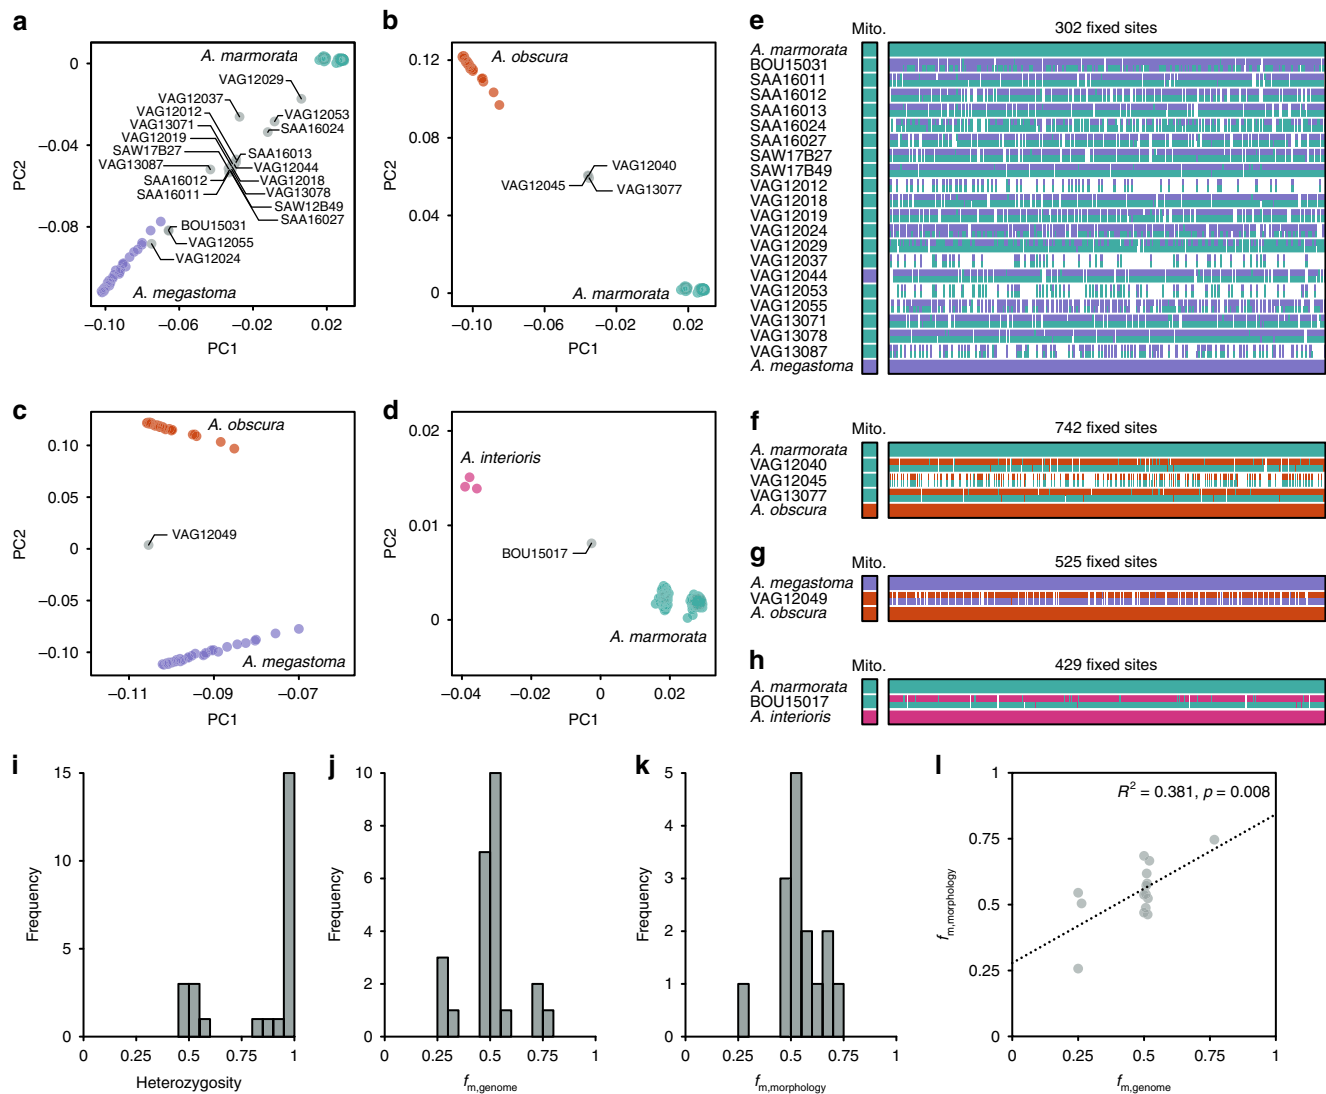 a
A. marmorata
VAG12029
VAG12037
VAG12012
VAG13071
VAG12019
SAW17B27
VAG13087
SAA16012
SAA16011
VAG12053
SAA16024
SAA16013
VAG12044
VAG12018
VAG13078
SAW12B49
SAA16027
BOU15031
VAG12055
VAG12024
A. megastoma
0
−0.04
−0.08
PC2
−0.10
−0.06
−0.02
0.02
PC1
b
A. obscura
VAG12040
VAG12045
VAG13077
A. marmorata
0.12
0.08
0.04
0
PC2
−0.10
−0.06
−0.02
0.02
PC1
c
A. obscura
VAG12049
A. megastoma
0.10
0.05
0
−0.05
−0.10
PC2
−0.11
−0.09
−0.07
PC1
d
A. interioris
BOU15017
A. marmorata
0.02
0.01
0
PC2
−0.04
−0.02
0
0.02
PC1
e
Mito.
302 fixed sites
A. marmorata
BOU15031
SAA16011
SAA16012
SAA16013
SAA16024
SAA16027
SAW17B27
SAW17B49
VAG12012
VAG12018
VAG12019
VAG12024
VAG12029
VAG12037
VAG12044
VAG12053
VAG12055
VAG13071
VAG13078
VAG13087
A. megastoma
f
Mito.
742 fixed sites
A. marmorata
VAG12040
VAG12045
VAG13077
A. obscura
g
Mito.
525 fixed sites
A. megastoma
VAG12049
A. obscura
h
Mito.
429 fixed sites
A. marmorata
BOU15017
A. interioris
i
15
10
5
0
Frequency
0
0.25
0.5
0.75
1
Heterozygosity
j
10
8
6
4
2
0
Frequency
0
0.25
0.5
0.75
1
fm,genome
k
5
4
3
2
1
0
Frequency
0
0.25
0.5
0.75
1
fm,morphology
l
R² = 0.381, p = 0.008
1
0.75
0.5
0.25
0
fm,morphology
0
0.25
0.5
0.75
1
fm,genome